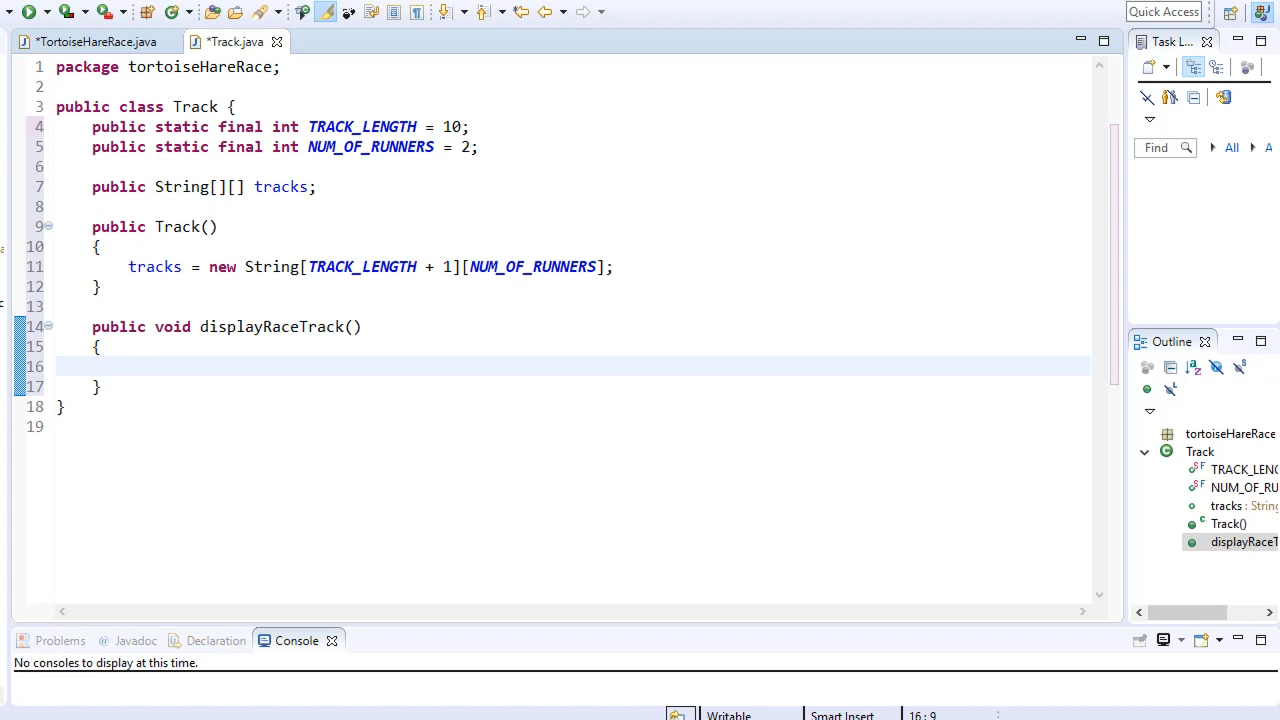 Quick Access
*TortoiseHareRace.java
*Track.java
Task L...
1 package tortoiseHareRace;
2
3 public class Track {
4 public static final int TRACK_LENGTH = 10;
5 public static final int NUM_OF_RUNNERS = 2;
6
7 public String[][] tracks;
8
9 public Track()
10 {
11 tracks = new String[TRACK_LENGTH + 1][NUM_OF_RUNNERS];
12 }
13
14 public void displayRaceTrack()
15 {
16
17 }
18 }
19
Find
All
A
Outline
tortoiseHareRace
Track
TRACK_LENG
NUM_OF_RU
tracks : String
Track()
displayRaceT
Problems
Javadoc
Declaration
Console
No consoles to display at this time.
Writable
Smart Insert
16:9